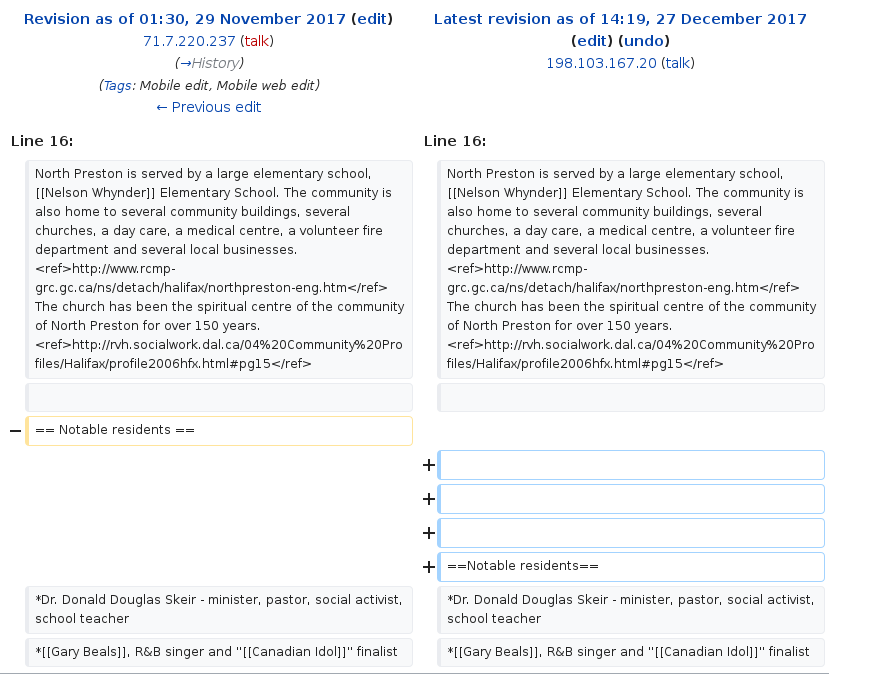 Revision as of 01:30, 29 November 2017 (edit)
71.7.220.237 (talk)
(→History)
(Tags: Mobile edit, Mobile web edit)
← Previous edit
Latest revision as of 14:19, 27 December 2017
(edit) (undo)
198.103.167.20 (talk)
Line 16:
Line 16:
North Preston is served by a large elementary school,
[[Nelson Whynder]] Elementary School. The community is
also home to several community buildings, several
churches, a day care, a medical centre, a volunteer fire
department and several local businesses.
<ref>http://www.rcmp-
grc.gc.ca/ns/detach/halifax/northpreston-eng.htm</ref>
The church has been the spiritual centre of the community
of North Preston for over 150 years.
<ref>http://rvh.socialwork.dal.ca/04%20Community%20Pro
files/Halifax/profile2006hfx.html#pg15</ref>
North Preston is served by a large elementary school,
[[Nelson Whynder]] Elementary School. The community is
also home to several community buildings, several
churches, a day care, a medical centre, a volunteer fire
department and several local businesses.
<ref>http://www.rcmp-
grc.gc.ca/ns/detach/halifax/northpreston-eng.htm</ref>
The church has been the spiritual centre of the community
of North Preston for over 150 years.
<ref>http://rvh.socialwork.dal.ca/04%20Community%20Pro
files/Halifax/profile2006hfx.html#pg15</ref>
− == Notable residents ==
+
+
+
+ ==Notable residents==
*Dr. Donald Douglas Skeir - minister, pastor, social activist,
school teacher
*Dr. Donald Douglas Skeir - minister, pastor, social activist,
school teacher
*[[Gary Beals]], R&B singer and "[[Canadian Idol]]" finalist
*[[Gary Beals]], R&B singer and "[[Canadian Idol]]" finalist